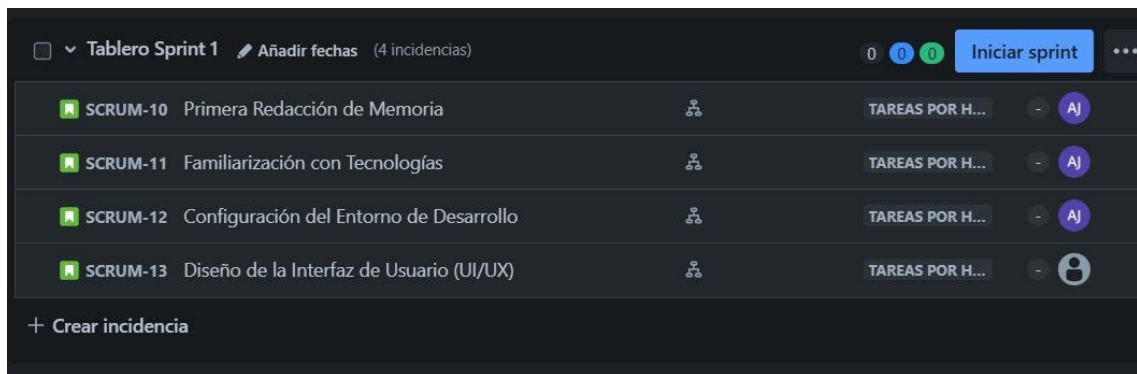 Tablero Sprint 1 Añadir fechas (4 incidencias) 0 0 0 Iniciar sprint
SCRUM-10 Primera Redacción de Memoria TAREAS POR H... - AJ
SCRUM-11 Familiarización con Tecnologías TAREAS POR H... - AJ
SCRUM-12 Configuración del Entorno de Desarrollo TAREAS POR H... - AJ
SCRUM-13 Diseño de la Interfaz de Usuario (UI/UX) TAREAS POR H... -
+ Crear incidencia